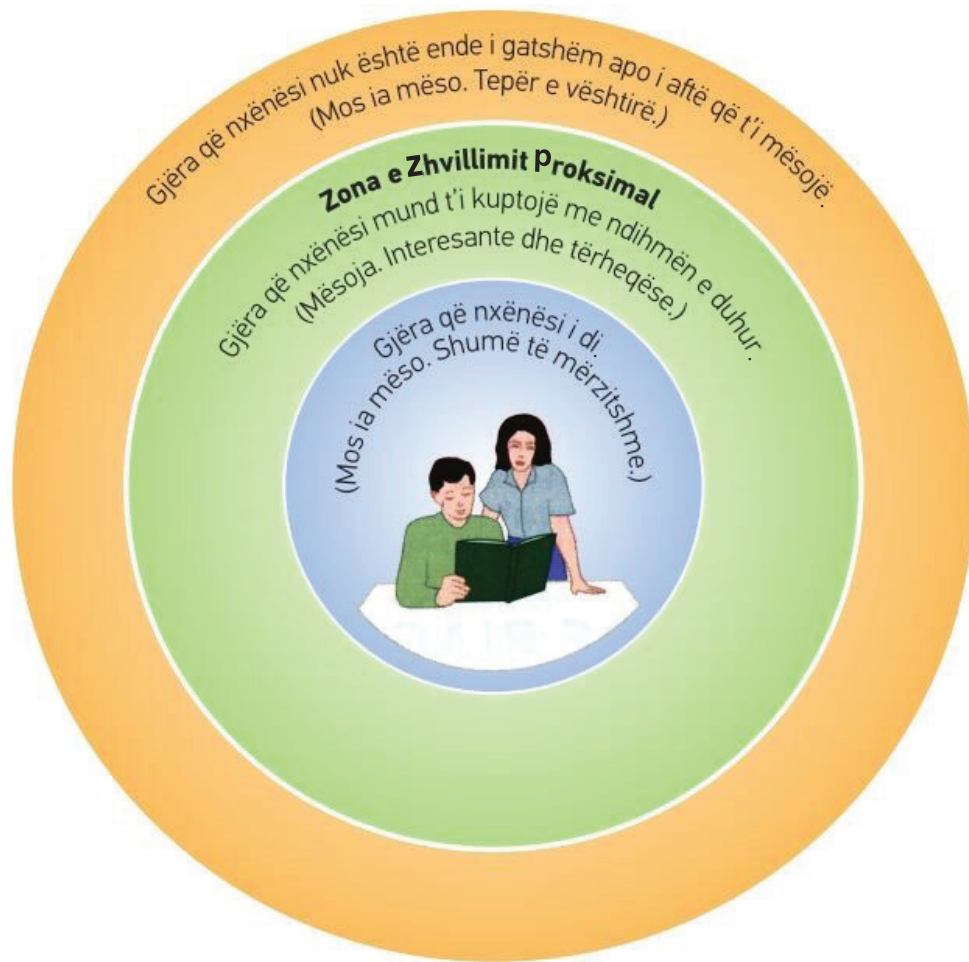 Gjëra që nxënësi nuk është ende i gatshëm apo i aftë që t'i mësojë.
(Mos ia mëso. Tepër e vështirë.)
Zona e Zhvillimit Proksimal
Gjëra që nxënësi mund t'i kuptojë me ndihmën e duhur.
(Mësoja. Interesante dhe tërheqëse.)
Gjëra që nxënësi i di.
(Mos ia mëso. Shumë të mërzitshme.)